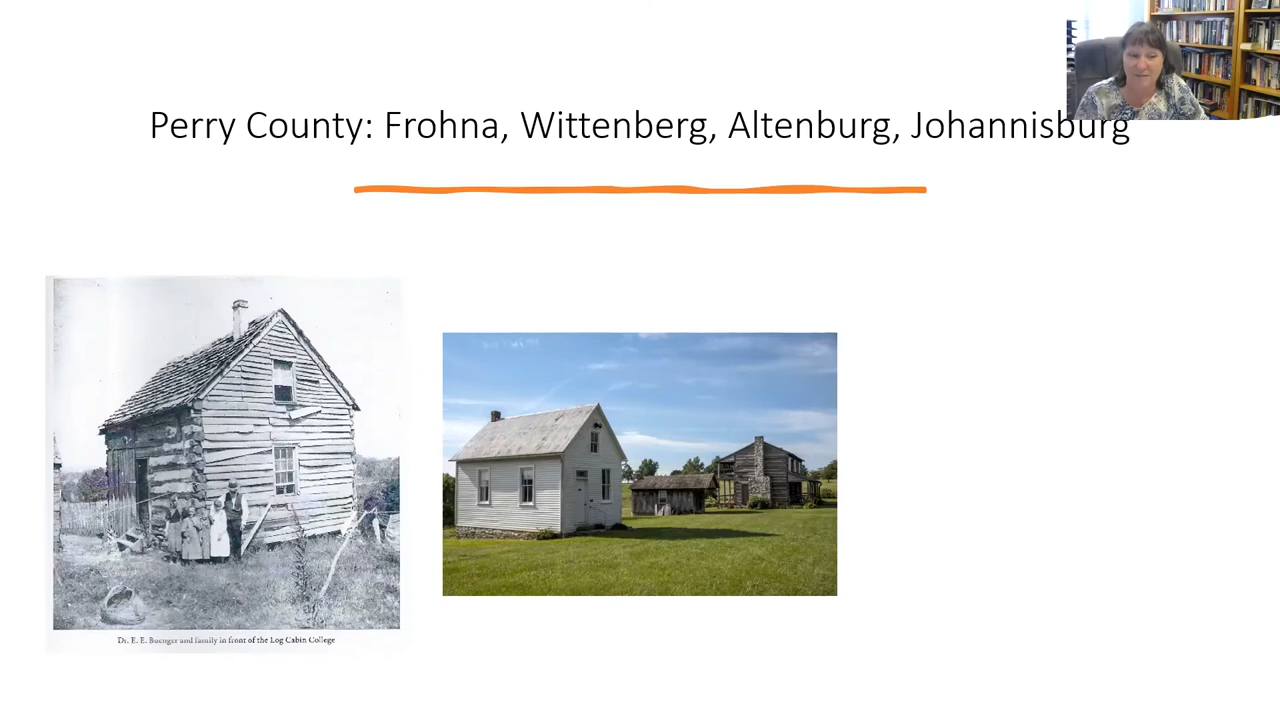 Perry County: Frohna, Wittenberg, Altenburg, Johannisburg
Dr. E. E. Buenger and family in front of the Log Cabin College